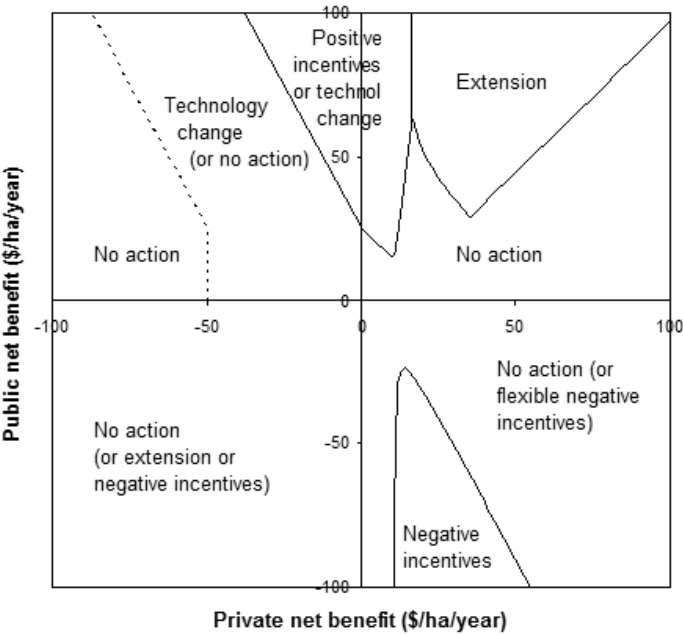 100
Positive
incentives
or technol
change
Extension
Technology
change
(or no action)
50
No action
No action
0
-100
-50
0
50
100
No action (or
flexible negative
incentives)
-50
No action
(or extension or
negative incentives)
Negative
incentives
-100
Public net benefit ($/ha/year)
Private net benefit ($/ha/year)